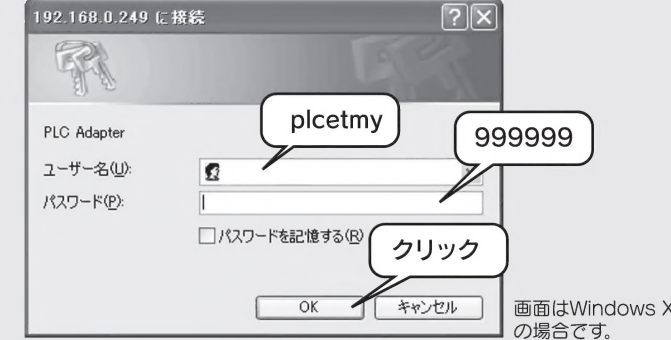 192.168.0.249 に接続
plcetmy
PLC Adapter
999999
ユーザー名(U):
パスワード(P):
パスワードを記憶する(R)
クリック
OK
キャンセル
画面はWindows X
の場合です。